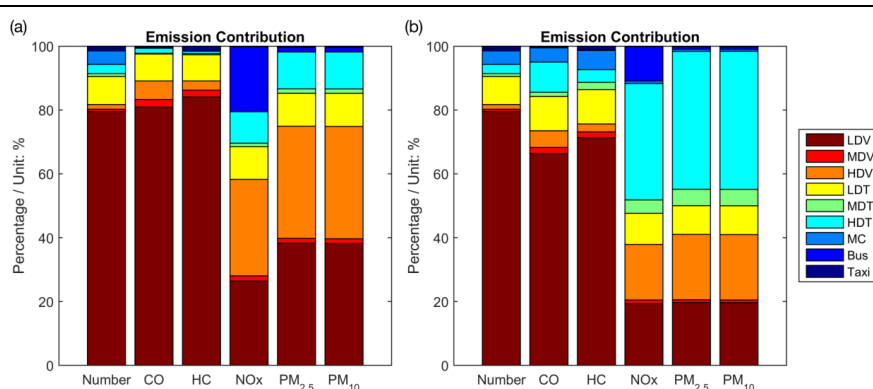 (a)
Emission Contribution
Percentage / Unit: %
100
80
60
40
20
0
Number CO HC NOx PM2.5 PM10
(b)
Emission Contribution
Percentage / Unit: %
100
80
60
40
20
0
Number CO HC NOx PM2.5 PM10
LDV
MDV
HDV
LDT
MDT
HDT
MC
Bus
Taxi